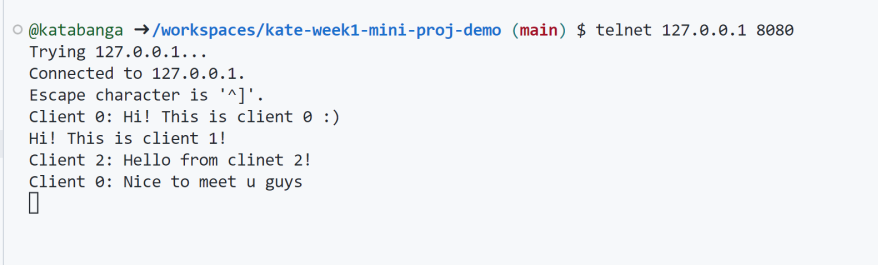 @katabanga ➜/workspaces/kate-week1-mini-proj-demo (main) $ telnet 127.0.0.1 8080
Trying 127.0.0.1...
Connected to 127.0.0.1.
Escape character is '^]'.
Client 0: Hi! This is client 0 :)
Hi! This is client 1!
Client 2: Hello from clinet 2!
Client 0: Nice to meet u guys